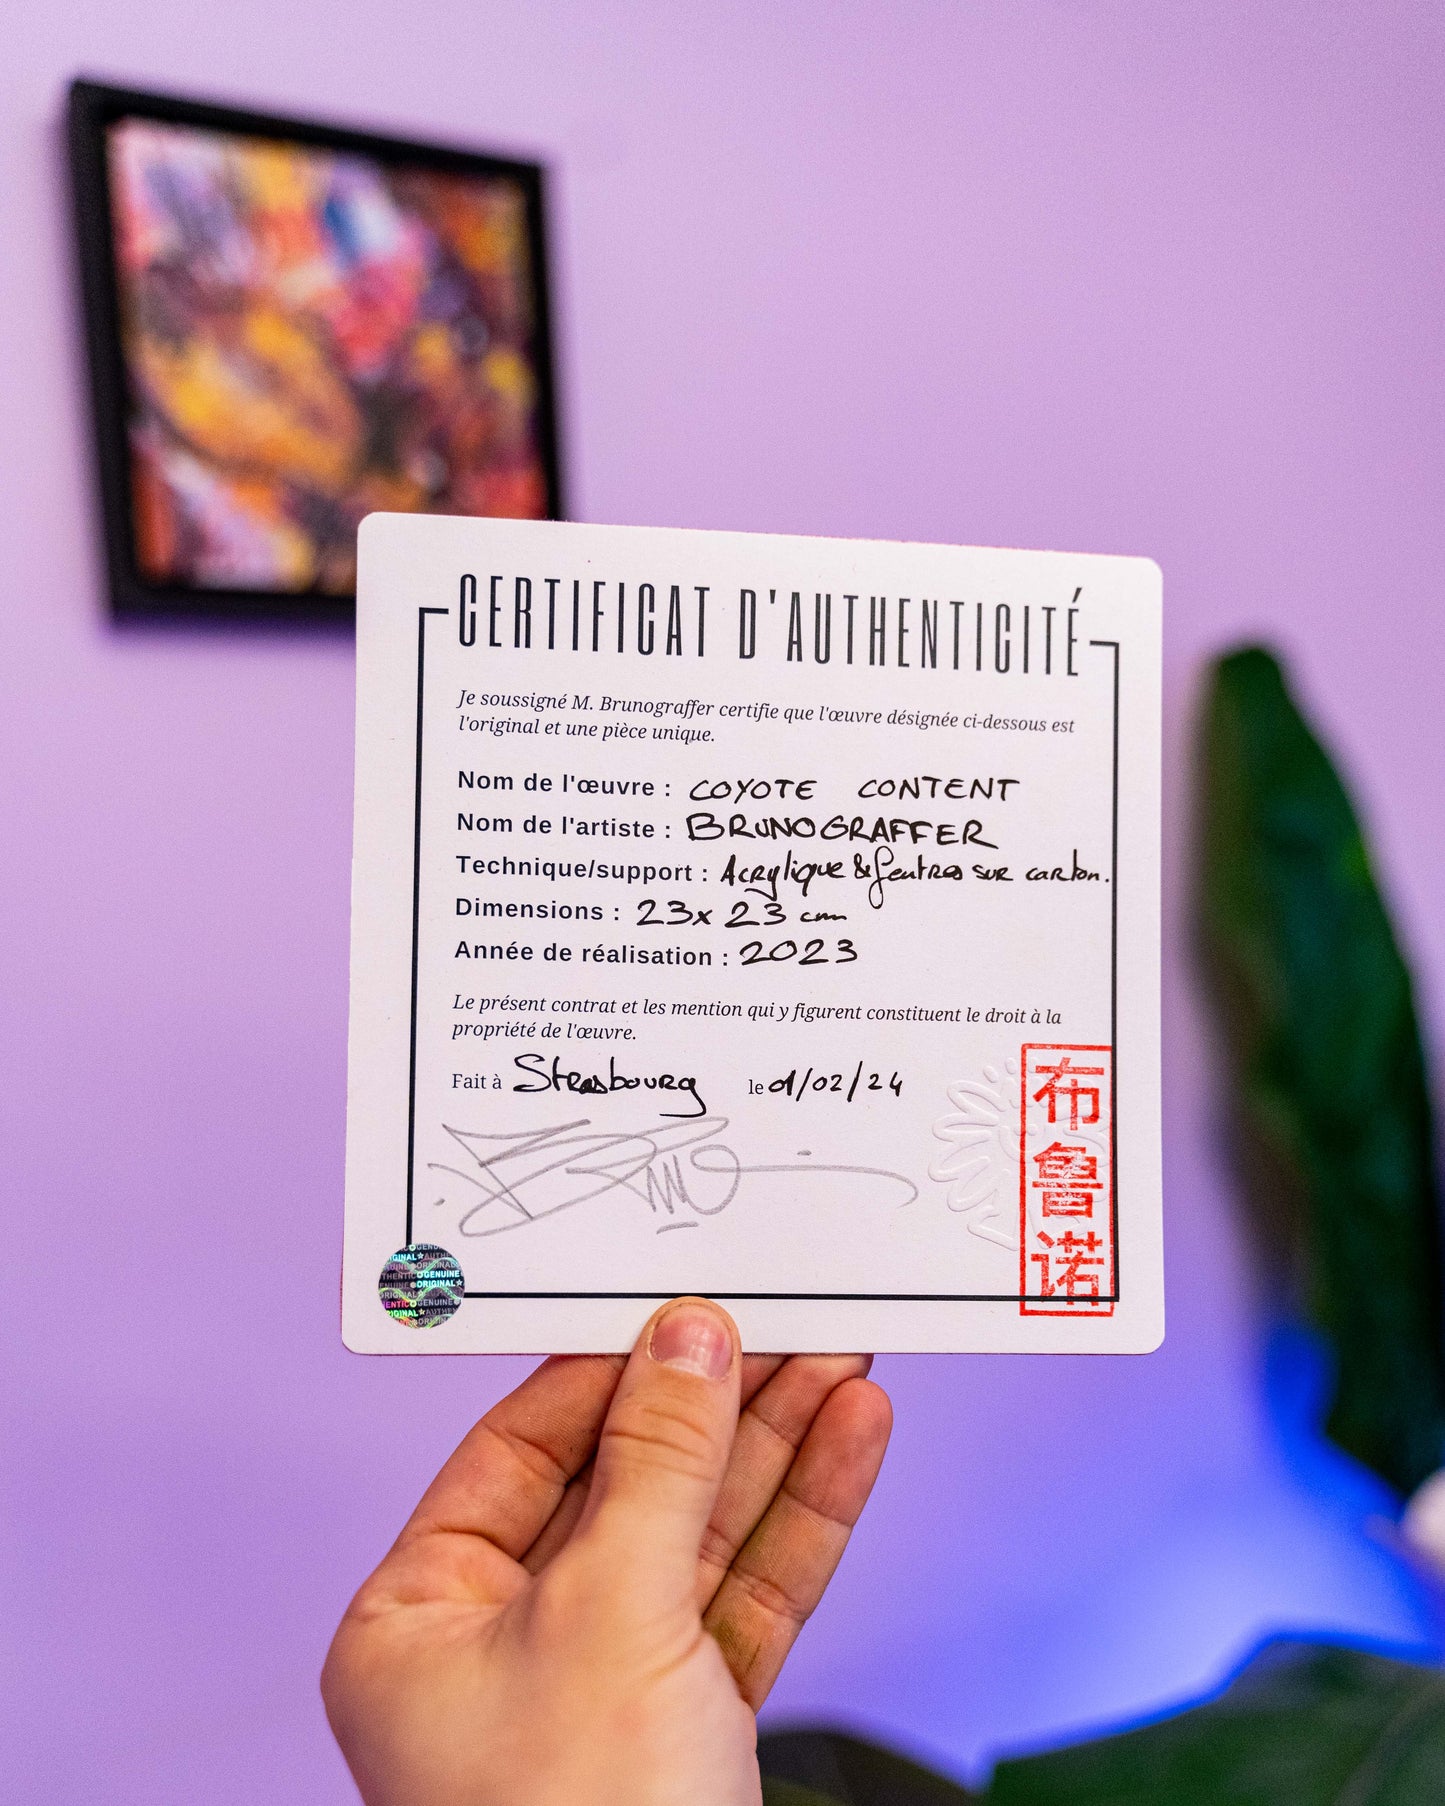 CERTIFICAT D'AUTHENTICITÉ
Je soussigné M. Brunograffer certifie que l'œuvre désignée ci-dessous est
l'original et une pièce unique.
Nom de l'œuvre : COYOTE CONTENT
Nom de l'artiste : BRUNOGRAFFER
Technique/support : Acrylique & feutres sur carton.
Dimensions : 23x23 cm
Année de réalisation : 2023
Le présent contrat et les mention qui y figurent constituent le droit à la
propriété de l'œuvre.
Fait à Strasbourg le 01/02/24
布
鲁
诺
GENUINE
ORIGINAL